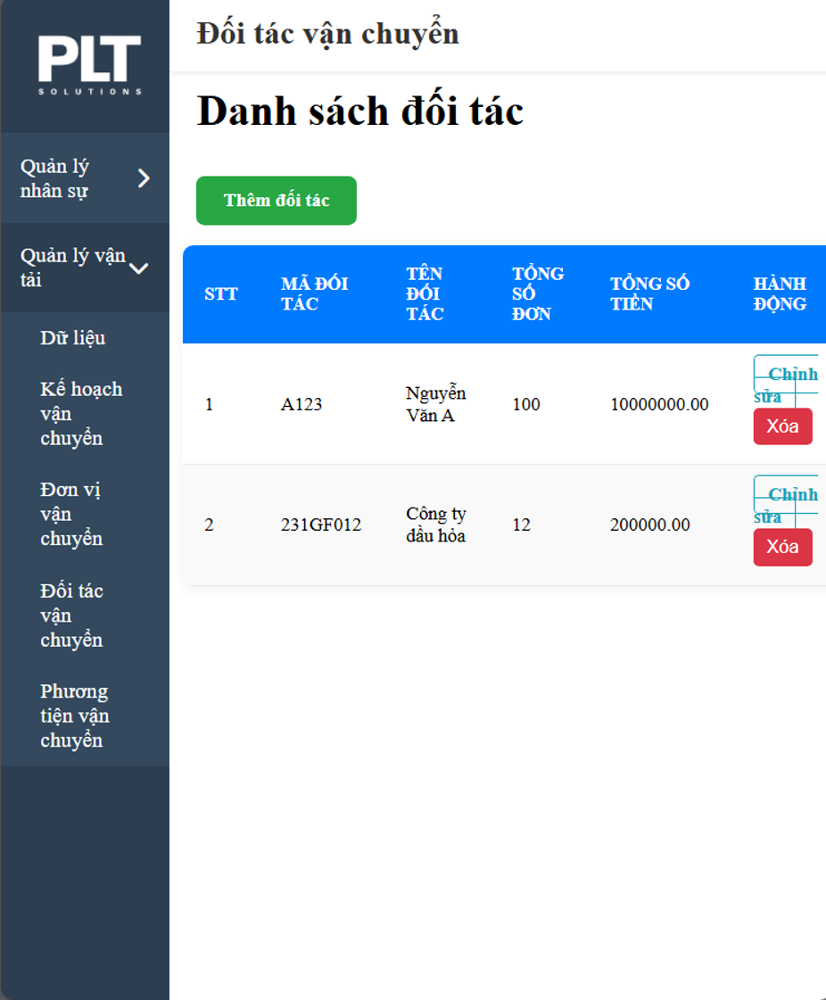 PLT
SOLUTIONS
Quản lý
nhân sự
Quản lý vận
tải
Dữ liệu
Kế hoạch
vận
chuyển
Đơn vị
vận
chuyển
Đối tác
vận
chuyển
Phương
tiện vận
chuyển
Đối tác vận chuyển
Danh sách đối tác
Thêm đối tác
STT
MÃ ĐỐI
TÁC
TÊN
ĐỐI
TÁC
TỔNG
SỐ
ĐƠN
TỔNG SỐ
TIỀN
HÀNH
ĐỘNG
1
A123
Nguyễn
Văn A
100
10000000.00
Chỉnh
sửa
Xóa
2
231GF012
Công ty
dầu hỏa
12
200000.00
Chỉnh
sửa
Xóa